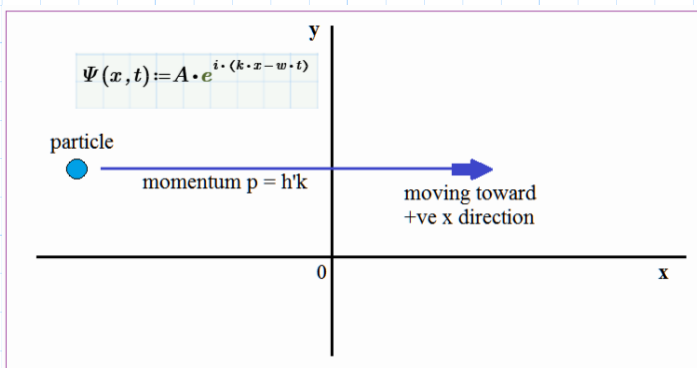 y
Ψ(x,t):=A·e^i·(k·x−w·t)
particle
momentum p = h'k
moving toward
+ve x direction
0
x